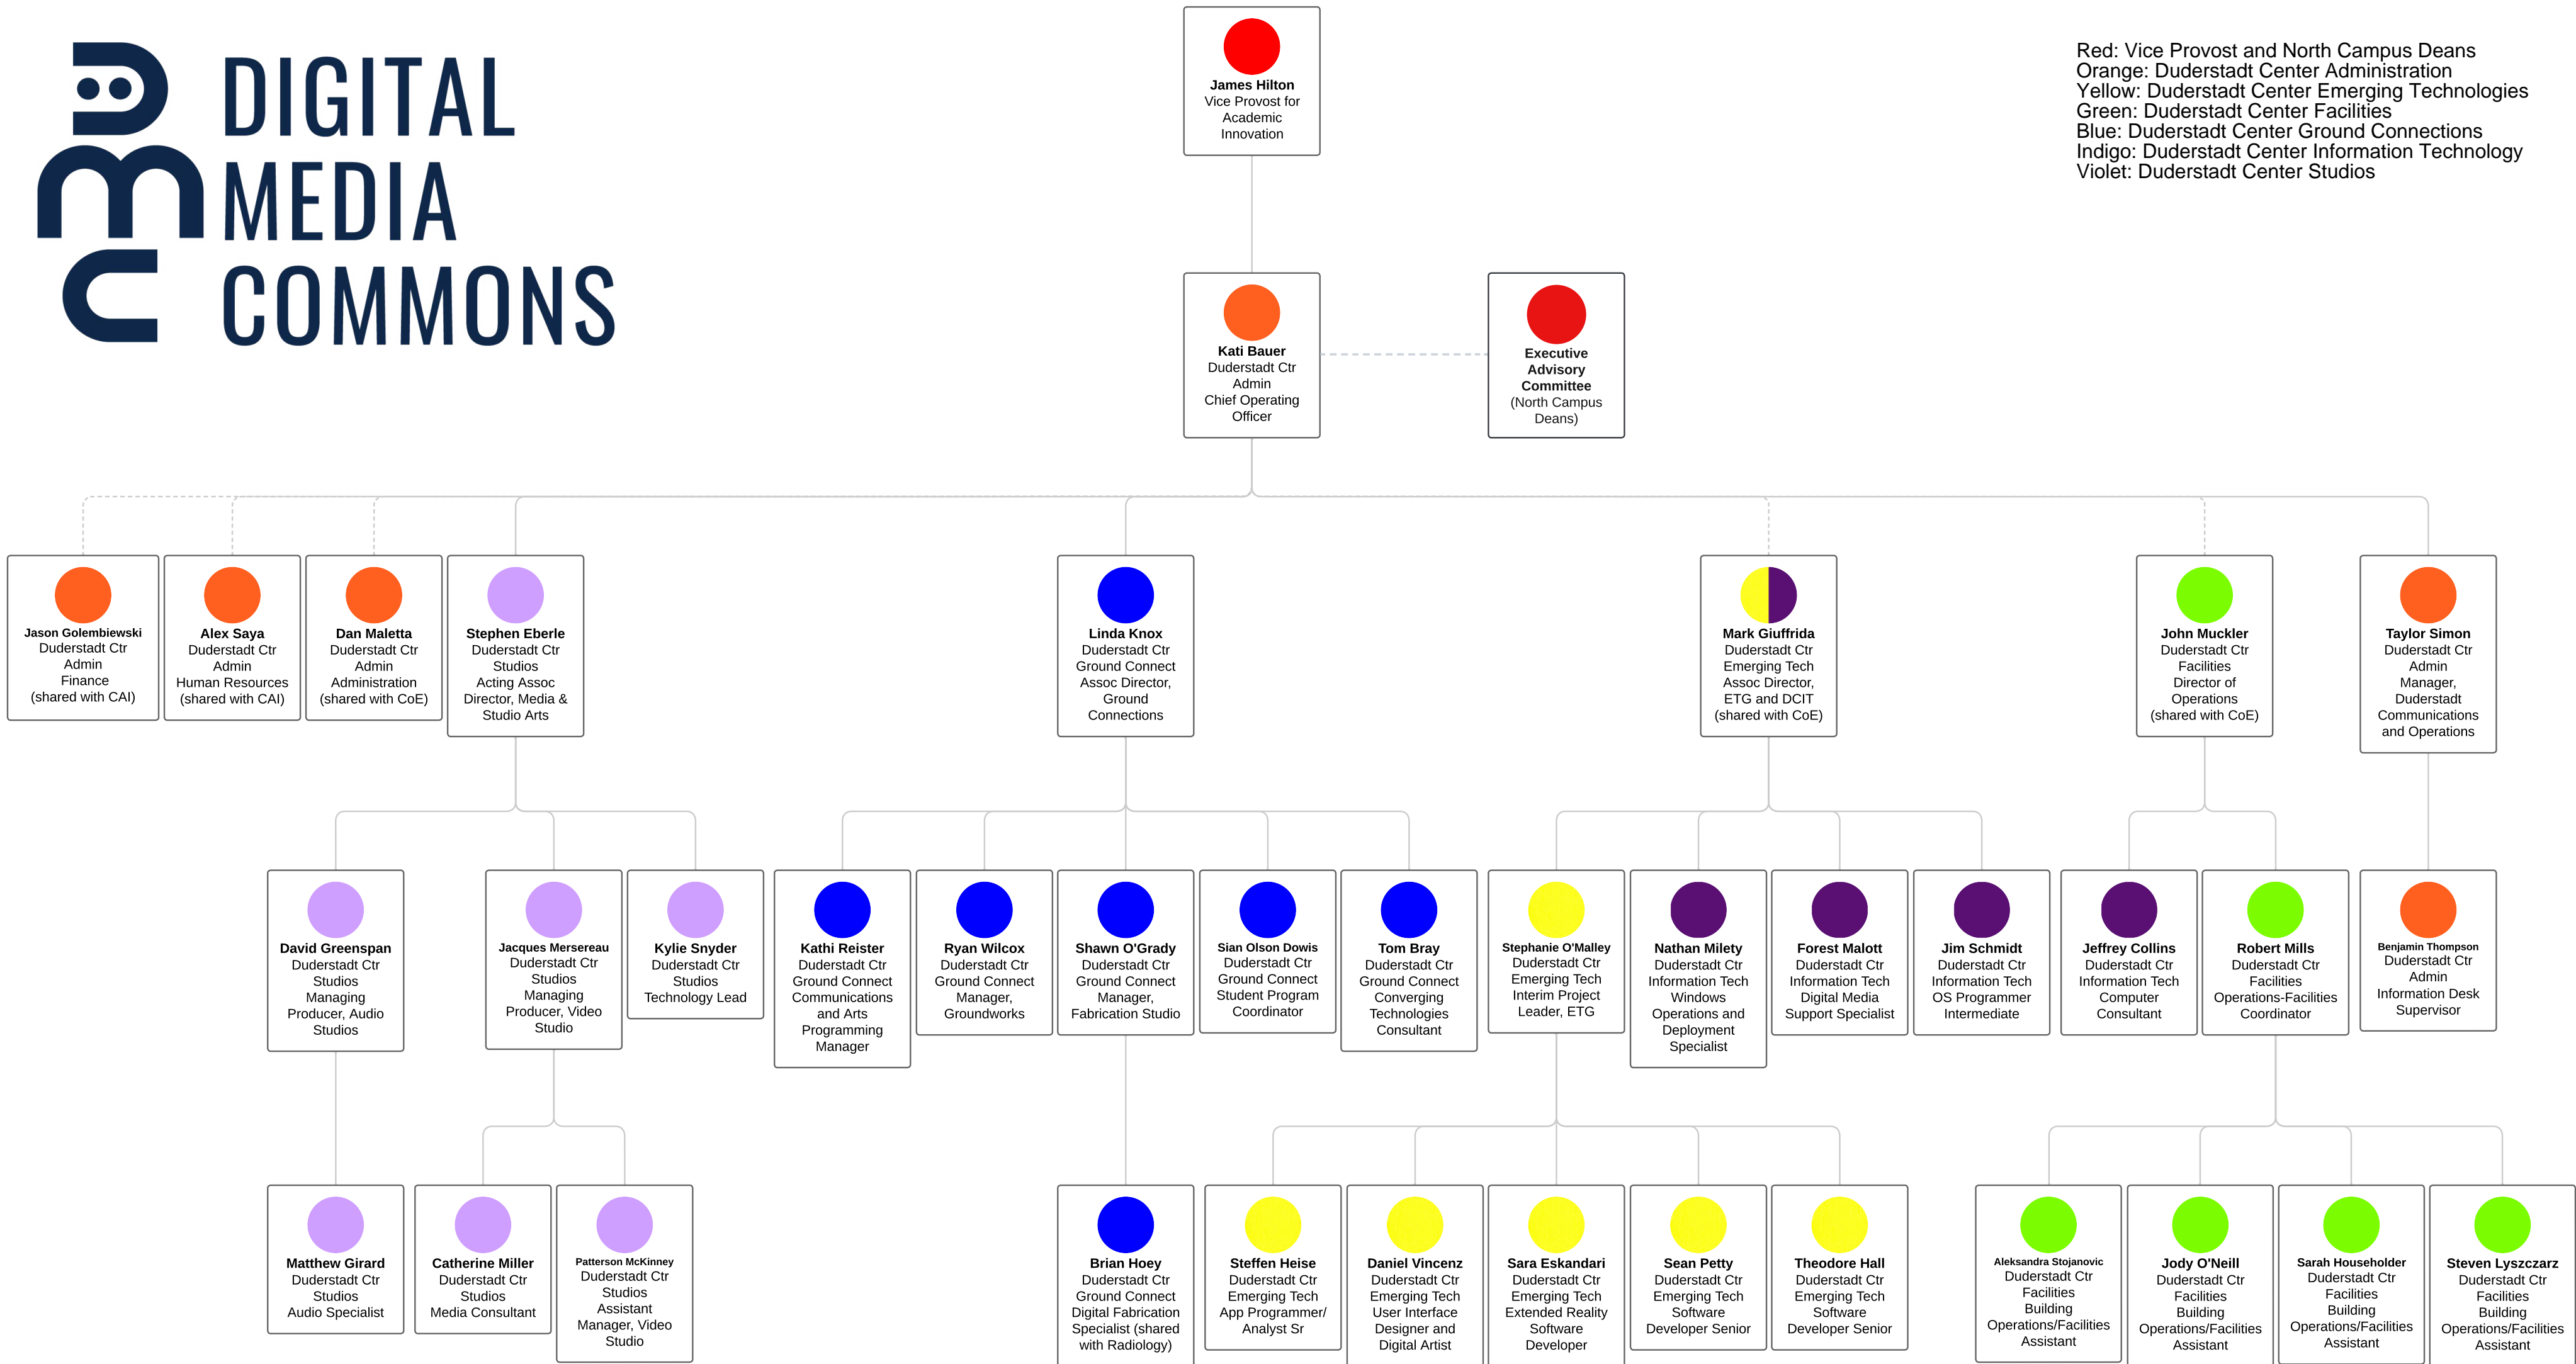 DIGITAL
MEDIA
COMMONS
James Hilton
Vice Provost for
Academic
Innovation
Red: Vice Provost and North Campus Deans
Orange: Duderstadt Center Administration
Yellow: Duderstadt Center Emerging Technologies
Green: Duderstadt Center Facilities
Blue: Duderstadt Center Ground Connections
Indigo: Duderstadt Center Information Technology
Violet: Duderstadt Center Studios
Kati Bauer
Duderstadt Ctr
Admin
Chief Operating
Officer
Executive
Advisory
Committee
(North Campus
Deans)
Jason Golembiewski
Duderstadt Ctr
Admin
Finance
(shared with CAI)
Alex Saya
Duderstadt Ctr
Admin
Human Resources
(shared with CAI)
Dan Maletta
Duderstadt Ctr
Admin
Administration
(shared with CoE)
Stephen Eberle
Duderstadt Ctr
Studios
Acting Assoc
Director, Media &
Studio Arts
Linda Knox
Duderstadt Ctr
Ground Connect
Assoc Director,
Ground
Connections
Mark Giuffrida
Duderstadt Ctr
Emerging Tech
Assoc Director,
ETG and DCIT
(shared with CoE)
John Muckler
Duderstadt Ctr
Facilities
Director of
Operations
(shared with CoE)
Taylor Simon
Duderstadt Ctr
Admin
Manager,
Duderstadt
Communications
and Operations
David Greenspan
Duderstadt Ctr
Studios
Managing
Producer, Audio
Studios
Jacques Mersereau
Duderstadt Ctr
Studios
Managing
Producer, Video
Studio
Kylie Snyder
Duderstadt Ctr
Studios
Technology Lead
Kathi Reister
Duderstadt Ctr
Ground Connect
Communications
and Arts
Programming
Manager
Ryan Wilcox
Duderstadt Ctr
Ground Connect
Manager,
Groundworks
Shawn O'Grady
Duderstadt Ctr
Ground Connect
Manager,
Fabrication Studio
Sian Olson Dowis
Duderstadt Ctr
Ground Connect
Student Program
Coordinator
Tom Bray
Duderstadt Ctr
Ground Connect
Converging
Technologies
Consultant
Stephanie O'Malley
Duderstadt Ctr
Emerging Tech
Interim Project
Leader, ETG
Nathan Milety
Duderstadt Ctr
Information Tech
Windows
Operations and
Deployment
Specialist
Forest Malott
Duderstadt Ctr
Information Tech
Digital Media
Support Specialist
Jim Schmidt
Duderstadt Ctr
Information Tech
OS Programmer
Intermediate
Jeffrey Collins
Duderstadt Ctr
Information Tech
Computer
Consultant
Robert Mills
Duderstadt Ctr
Facilities
Operations-Facilities
Coordinator
Benjamin Thompson
Duderstadt Ctr
Admin
Information Desk
Supervisor
Matthew Girard
Duderstadt Ctr
Studios
Audio Specialist
Catherine Miller
Duderstadt Ctr
Studios
Media Consultant
Patterson McKinney
Duderstadt Ctr
Studios
Assistant
Manager, Video
Studio
Brian Hoey
Duderstadt Ctr
Ground Connect
Digital Fabrication
Specialist (shared
with Radiology)
Steffen Heise
Duderstadt Ctr
Emerging Tech
App Programmer/
Analyst Sr
Daniel Vincenz
Duderstadt Ctr
Emerging Tech
User Interface
Designer and
Digital Artist
Sara Eskandari
Duderstadt Ctr
Emerging Tech
Extended Reality
Software
Developer
Sean Petty
Duderstadt Ctr
Emerging Tech
Software
Developer Senior
Theodore Hall
Duderstadt Ctr
Emerging Tech
Software
Developer Senior
Aleksandra Stojanovic
Duderstadt Ctr
Facilities
Building
Operations/Facilities
Assistant
Jody O'Neill
Duderstadt Ctr
Facilities
Building
Operations/Facilities
Assistant
Sarah Householder
Duderstadt Ctr
Facilities
Building
Operations/Facilities
Assistant
Steven Lyszczarz
Duderstadt Ctr
Facilities
Building
Operations/Facilities
Assistant